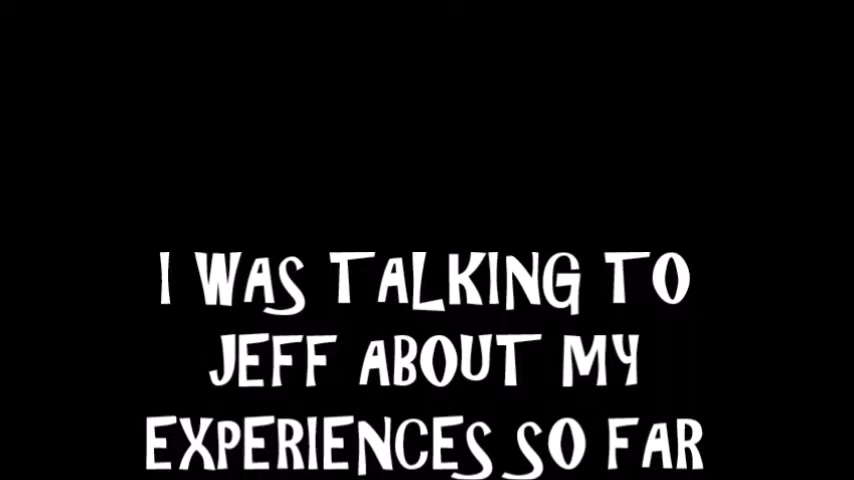 I WAS TALKING TO
JEFF ABOUT MY
EXPERIENCES SO FAR